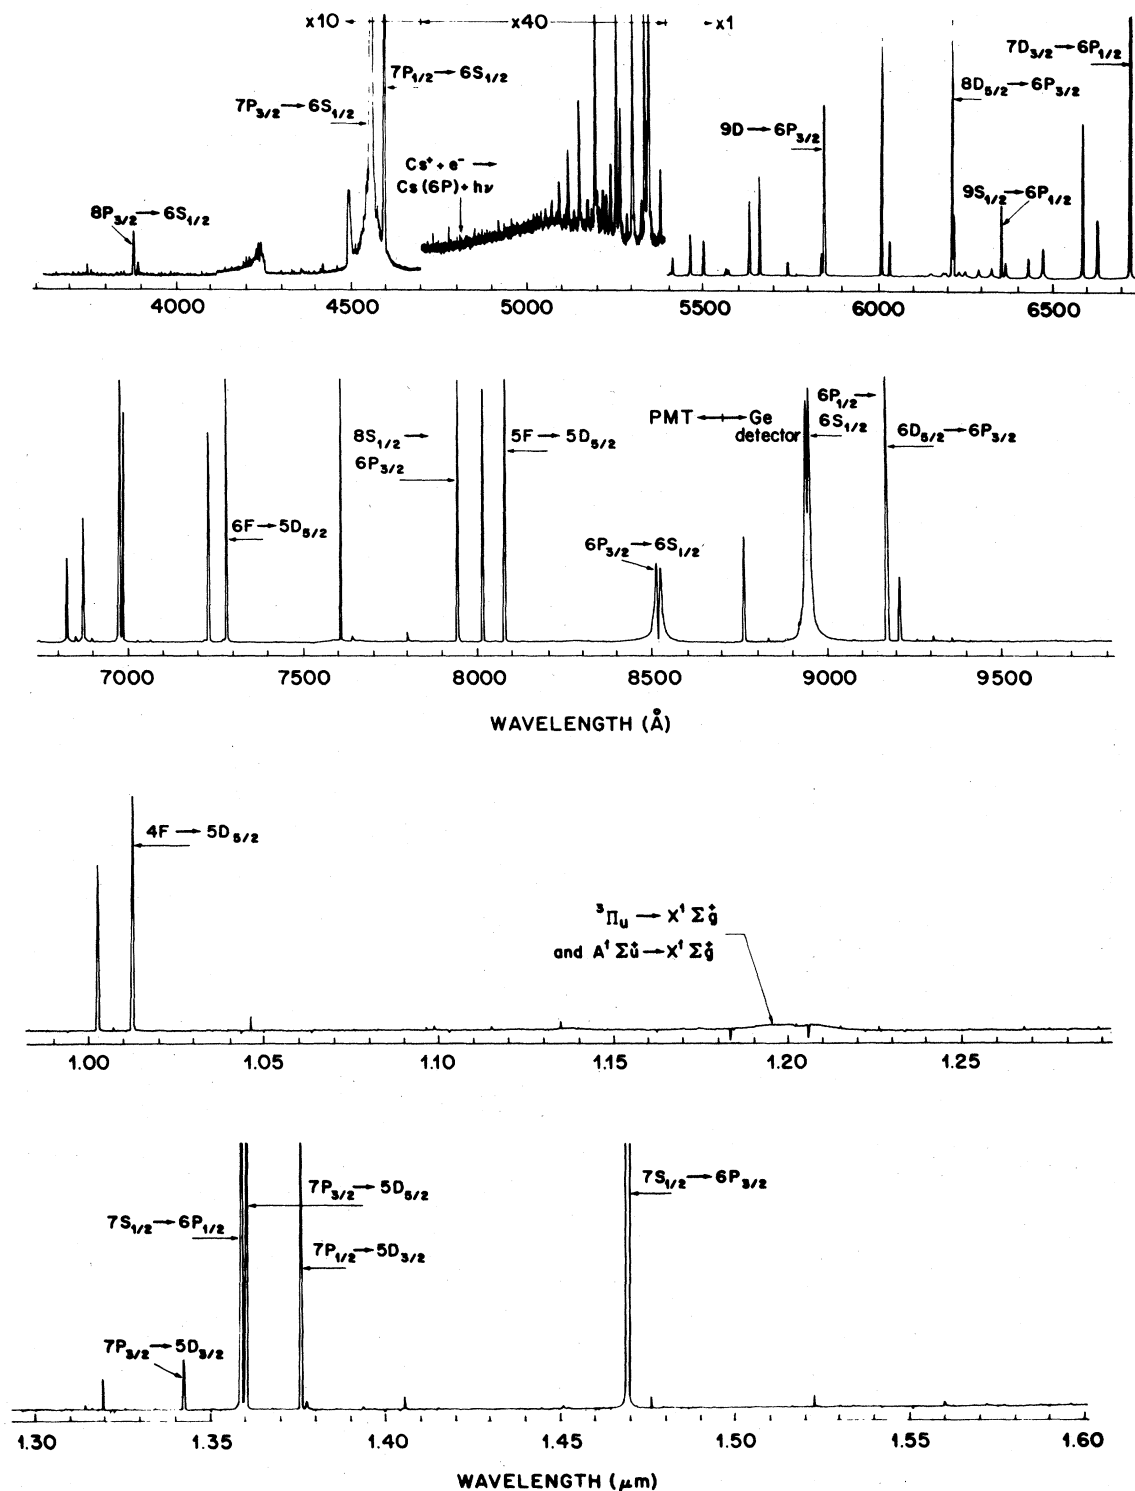 x10 x40 x1
7P3/2 → 6S1/2
7P1/2 → 6S1/2
8P3/2 → 6S1/2
Cs+ + e- →
Cs (6P) + hν
9D → 6P3/2
7D3/2 → 6P1/2
8D5/2 → 6P3/2
9S1/2 → 6P1/2
4000 4500 5000 5500 6000 6500
6F → 5D5/2
8S1/2 →
6P3/2
5F → 5D5/2
6P3/2 → 6S1/2
PMT ↔ Ge
detector
6P1/2 →
6S1/2
6D5/2 → 6P3/2
7000 7500 8000 8500 9000 9500
WAVELENGTH (Å)
4F → 5D5/2
3Πu → X1Σg+
and A1Σu+ → X1Σg+
1.00 1.05 1.10 1.15 1.20 1.25
7S1/2 → 6P1/2
7P3/2 → 5D5/2
7P1/2 → 5D3/2
7P3/2 → 5D3/2
7S1/2 → 6P3/2
1.30 1.35 1.40 1.45 1.50 1.55 1.60
WAVELENGTH (μm)